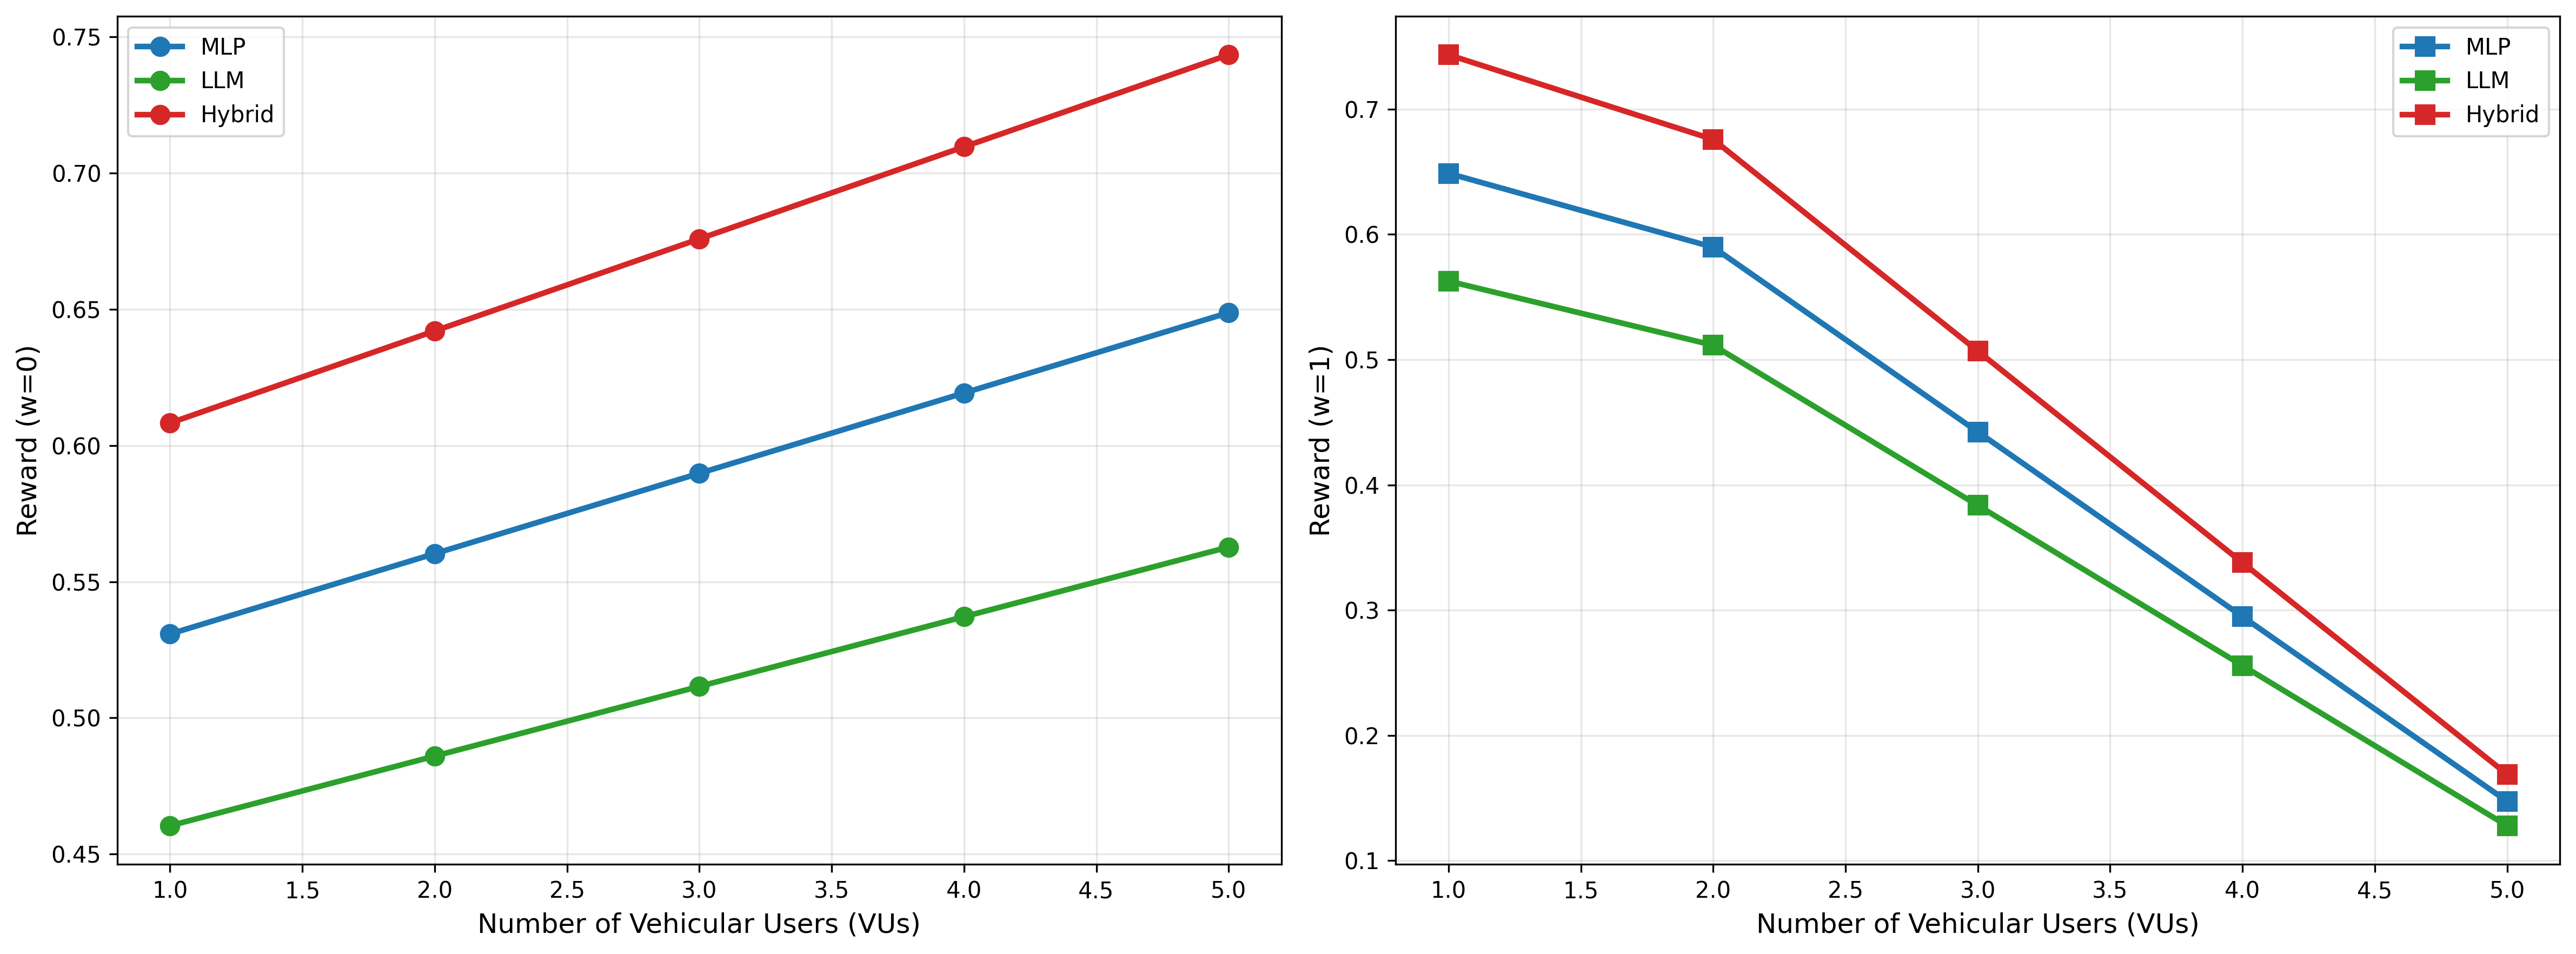 MLP
LLM
Hybrid
0.75
0.70
0.65
0.60
0.55
0.50
0.45
Reward (w=0)
1.0 1.5 2.0 2.5 3.0 3.5 4.0 4.5 5.0
Number of Vehicular Users (VUs)
MLP
LLM
Hybrid
0.7
0.6
0.5
0.4
0.3
0.2
0.1
Reward (w=1)
1.0 1.5 2.0 2.5 3.0 3.5 4.0 4.5 5.0
Number of Vehicular Users (VUs)